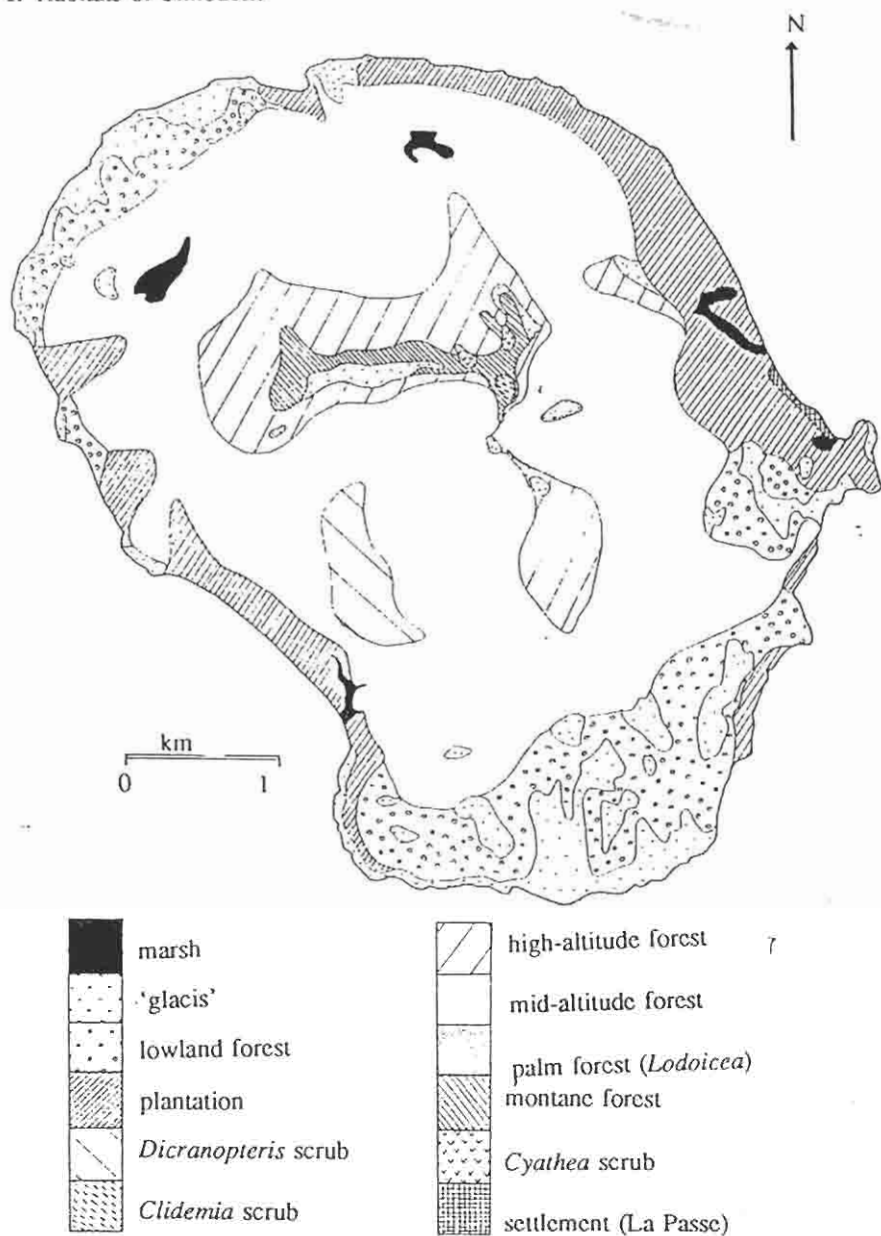 N
km
0 1
marsh
'glacis'
lowland forest
plantation
Dicranopteris scrub
Clidemia scrub
high-altitude forest
mid-altitude forest
palm forest (Lodoicea)
montane forest
Cyathea scrub
settlement (La Passe)